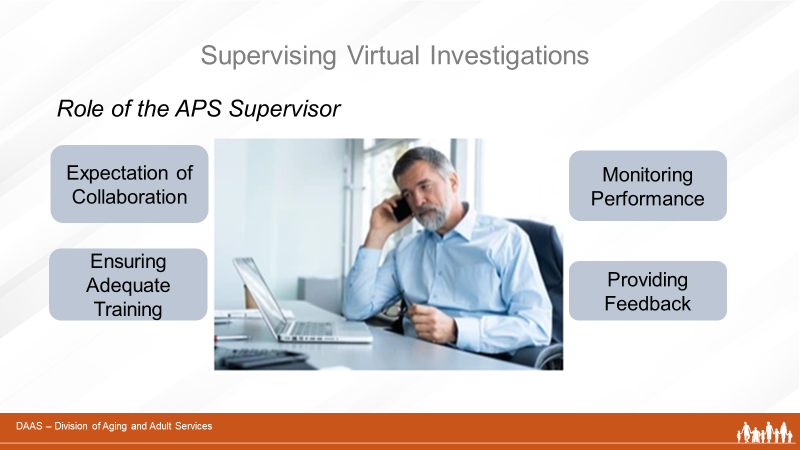 Supervising Virtual Investigations
Role of the APS Supervisor
Expectation of
Collaboration
Ensuring
Adequate
Training
Monitoring
Performance
Providing
Feedback
DAAS – Division of Aging and Adult Services